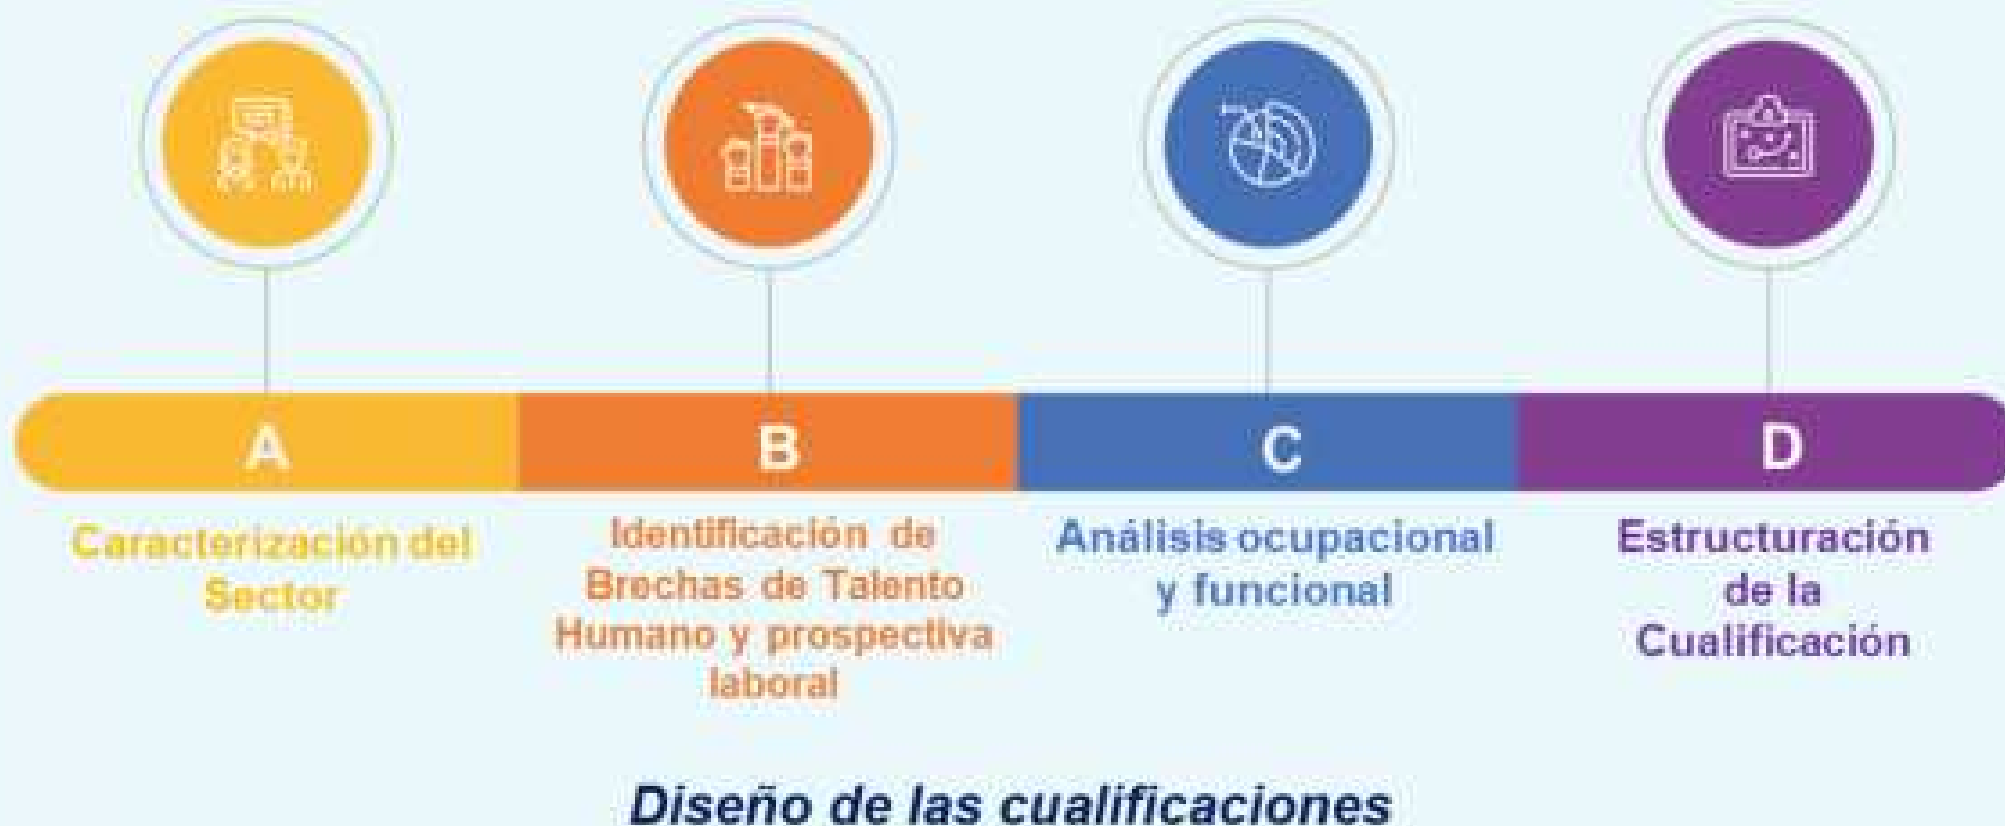 A
B
C
D
Caracterización del
Sector
Identificación de
Brechas de Talento
Humano y prospectiva
laboral
Análisis ocupacional
y funcional
Estructuración
de la
Cualificación
Diseño de las cualificaciones